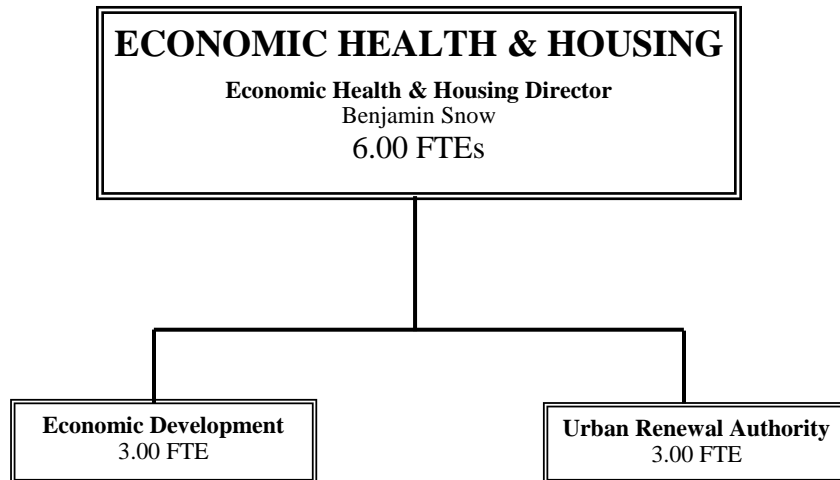 ECONOMIC HEALTH & HOUSING
Economic Health & Housing Director
Benjamin Snow
6.00 FTEs
Economic Development
3.00 FTE
Urban Renewal Authority
3.00 FTE